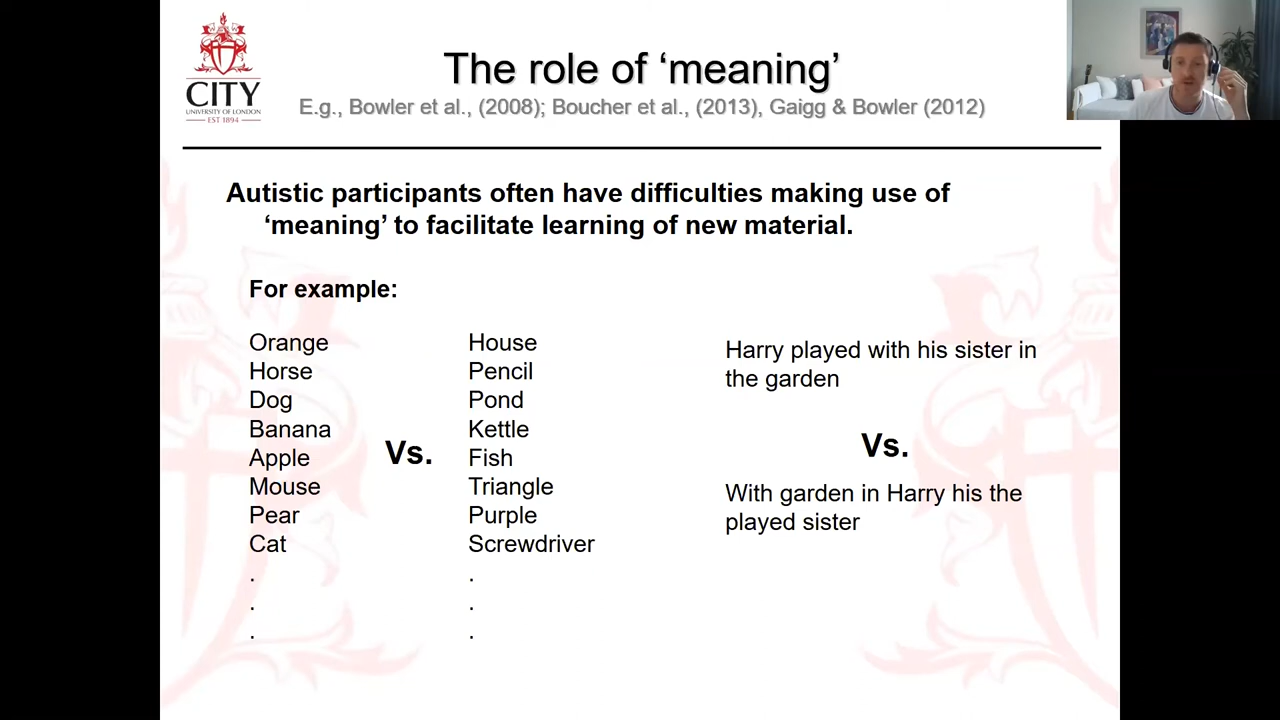 CITY
UNIVERSITY OF LONDON
EST 1894
The role of ‘meaning’
E.g., Bowler et al., (2008); Boucher et al., (2013), Gaigg & Bowler (2012)
Autistic participants often have difficulties making use of
‘meaning’ to facilitate learning of new material.
For example:
Orange
Horse
Dog
Banana
Apple
Mouse
Pear
Cat
.
.
.
Vs.
House
Pencil
Pond
Kettle
Fish
Triangle
Purple
Screwdriver
.
.
.
Harry played with his sister in
the garden
Vs.
With garden in Harry his the
played sister